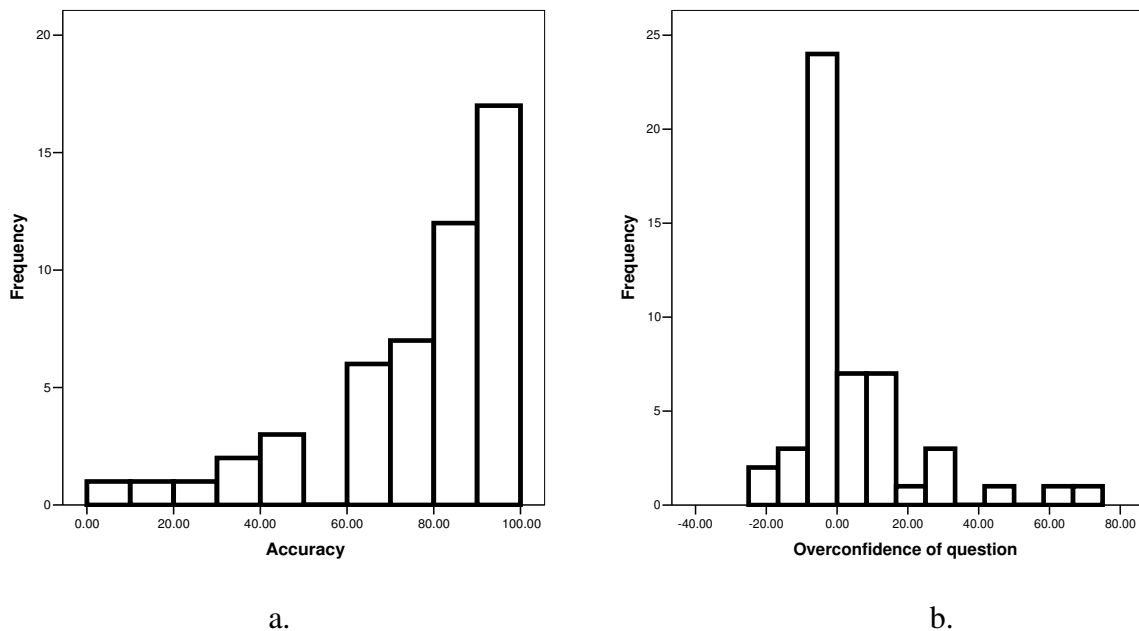 20
15
10
5
0
Frequency
0.00 20.00 40.00 60.00 80.00 100.00
Accuracy
a.
25
20
15
10
5
0
Frequency
-40.00 -20.00 0.00 20.00 40.00 60.00 80.00
Overconfidence of question
b.